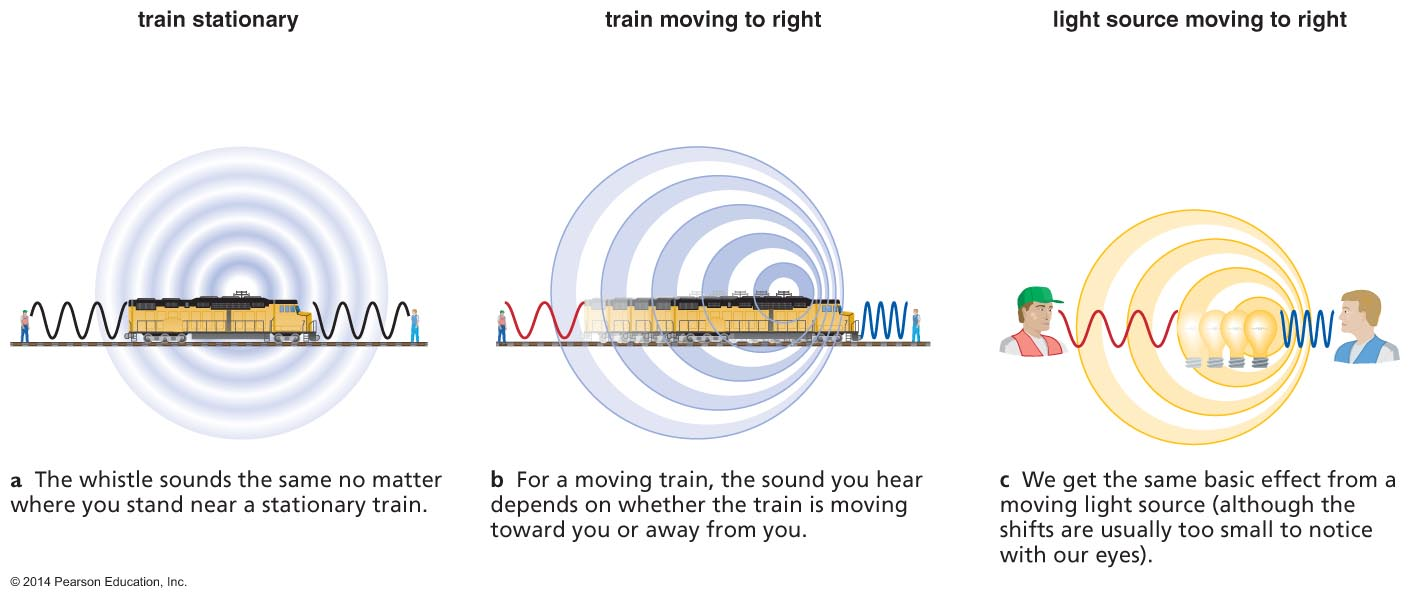 train stationary
train moving to right
light source moving to right
a The whistle sounds the same no matter
where you stand near a stationary train.
b For a moving train, the sound you hear
depends on whether the train is moving
toward you or away from you.
c We get the same basic effect from a
moving light source (although the
shifts are usually too small to notice
with our eyes).
© 2014 Pearson Education, Inc.